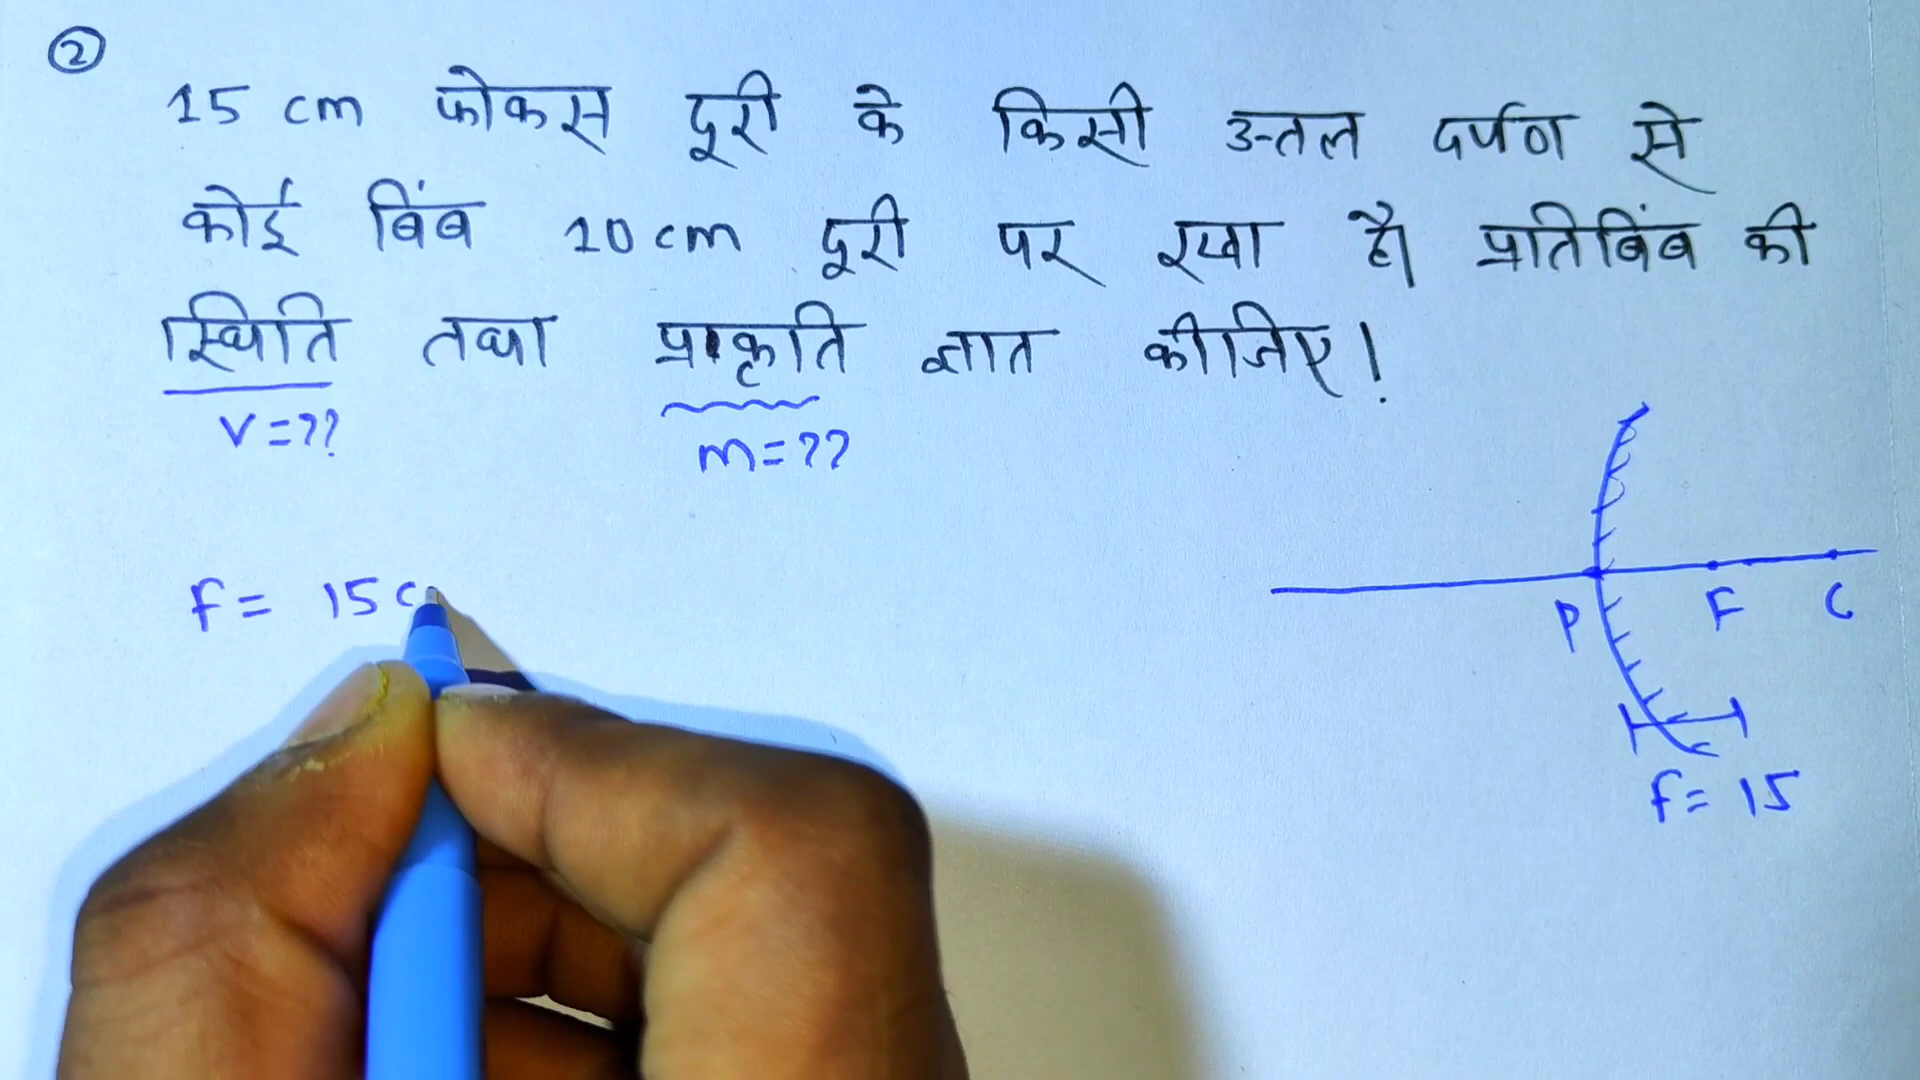 ②
15 cm फोकस दूरी के किसी उत्तल दर्पण से
कोई बिंब 10 cm दूरी पर रखा है। प्रतिबिंब की
स्थिति तथा प्रकृति ज्ञात कीजिए!
v=??
m=??
f= 15 c
P F C
f= 15